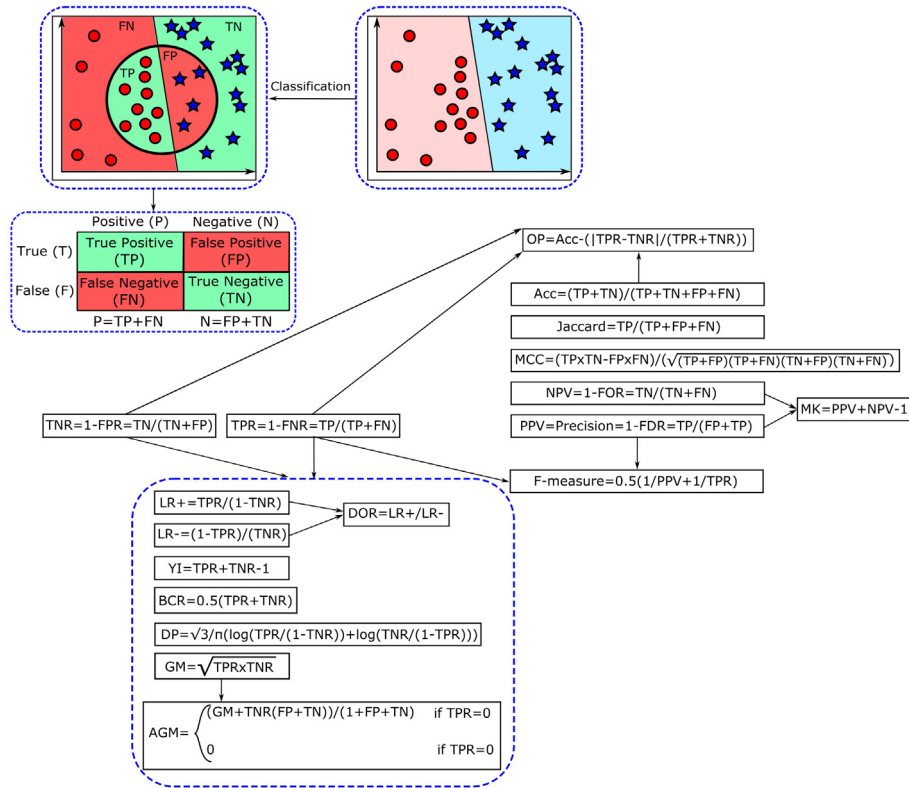 FN
TN
FP
TP
Classification
Positive (P)
Negative (N)
True (T)
True Positive
(TP)
False Positive
(FP)
False (F)
False Negative
(FN)
True Negative
(TN)
P=TP+FN
N=FP+TN
OP=Acc-(|TPR-TNR|/(TPR+TNR))
Acc=(TP+TN)/(TP+TN+FP+FN)
Jaccard=TP/(TP+FP+FN)
MCC=(TPxTN-FPxFN)/(√(TP+FP)(TP+FN)(TN+FP)(TN+FN))
NPV=1-FOR=TN/(TN+FN)
MK=PPV+NPV-1
TNR=1-FPR=TN/(TN+FP)
TPR=1-FNR=TP/(TP+FN)
PPV=Precision=1-FDR=TP/(FP+TP)
F-measure=0.5(1/PPV+1/TPR)
LR+=TPR/(1-TNR)
DOR=LR+/LR-
LR-=(1-TPR)/(TNR)
YI=TPR+TNR-1
BCR=0.5(TPR+TNR)
DP=√3/π(log(TPR/(1-TNR))+log(TNR/(1-TPR)))
GM=√TPRxTNR
AGM=
(GM+TNR(FP+TN))/(1+FP+TN) if TPR=0
0 if TPR=0